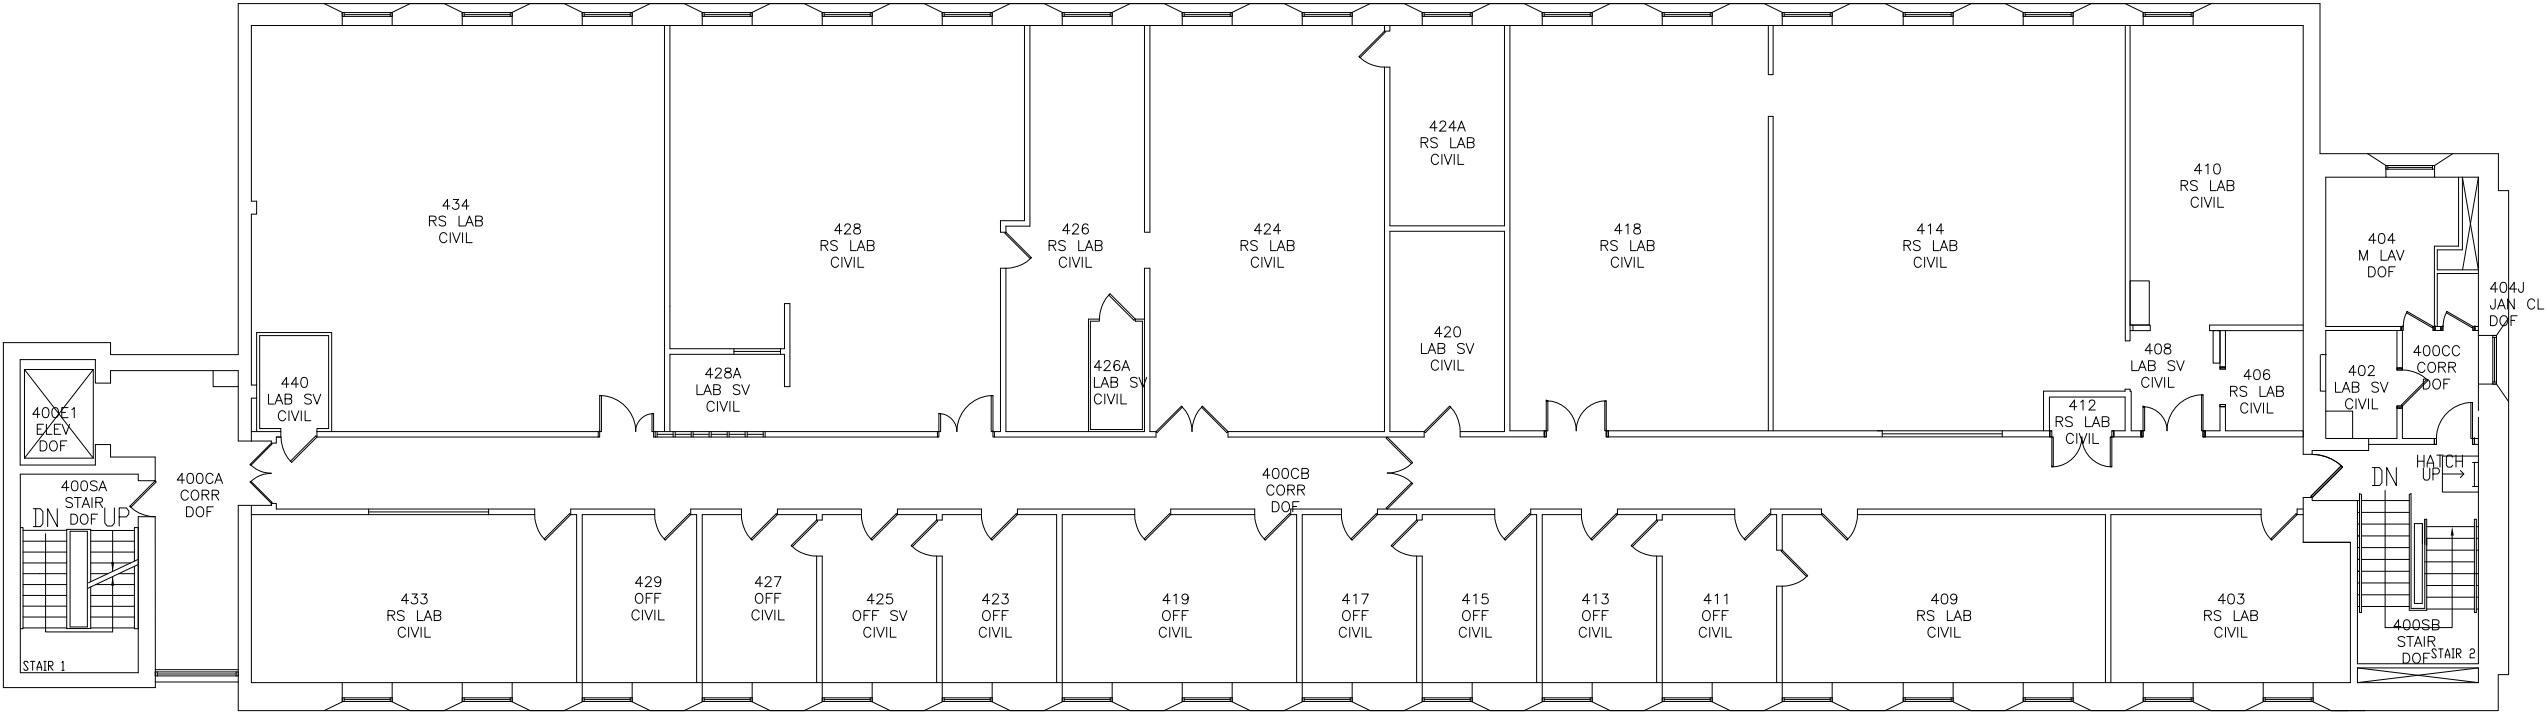 434
RS LAB
CIVIL
428
RS LAB
CIVIL
426
RS LAB
CIVIL
424
RS LAB
CIVIL
424A
RS LAB
CIVIL
418
RS LAB
CIVIL
414
RS LAB
CIVIL
410
RS LAB
CIVIL
404
M LAV
DOF
404J
JAN CL
DOF
440
LAB SV
CIVIL
428A
LAB SV
CIVIL
426A
LAB SV
CIVIL
420
LAB SV
CIVIL
412
RS LAB
CIVIL
408
LAB SV
CIVIL
406
RS LAB
CIVIL
402
LAB SV
CIVIL
400CC
CORR
DOF
400E1
ELEV
DOF
400SA
STAIR
DOF
DN UP
STAIR 1
400CA
CORR
DOF
400CB
CORR
DOF
HATCH
UP
DN
433
RS LAB
CIVIL
429
OFF
CIVIL
427
OFF
CIVIL
425
OFF SV
CIVIL
423
OFF
CIVIL
419
OFF
CIVIL
417
OFF
CIVIL
415
OFF
CIVIL
413
OFF
CIVIL
411
OFF
CIVIL
409
RS LAB
CIVIL
403
RS LAB
CIVIL
400SB
STAIR
DOF
STAIR 2